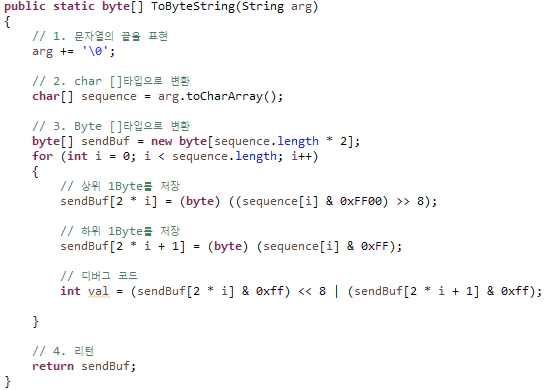 public static byte[] ToByteString(String arg)
{
// 1. 문자열의 끝을 표현
arg += '\0';
// 2. char []타입으로 변환
char[] sequence = arg.toCharArray();
// 3. Byte []타입으로 변환
byte[] sendBuf = new byte[sequence.length * 2];
for (int i = 0; i < sequence.length; i++)
{
// 상위 1Byte를 저장
sendBuf[2 * i] = (byte) ((sequence[i] & 0xFF00) >> 8);
// 하위 1Byte를 저장
sendBuf[2 * i + 1] = (byte) (sequence[i] & 0xFF);
// 디버그 코드
int val = (sendBuf[2 * i] & 0xff) << 8 | (sendBuf[2 * i + 1] & 0xff);
}
// 4. 리턴
return sendBuf;
}